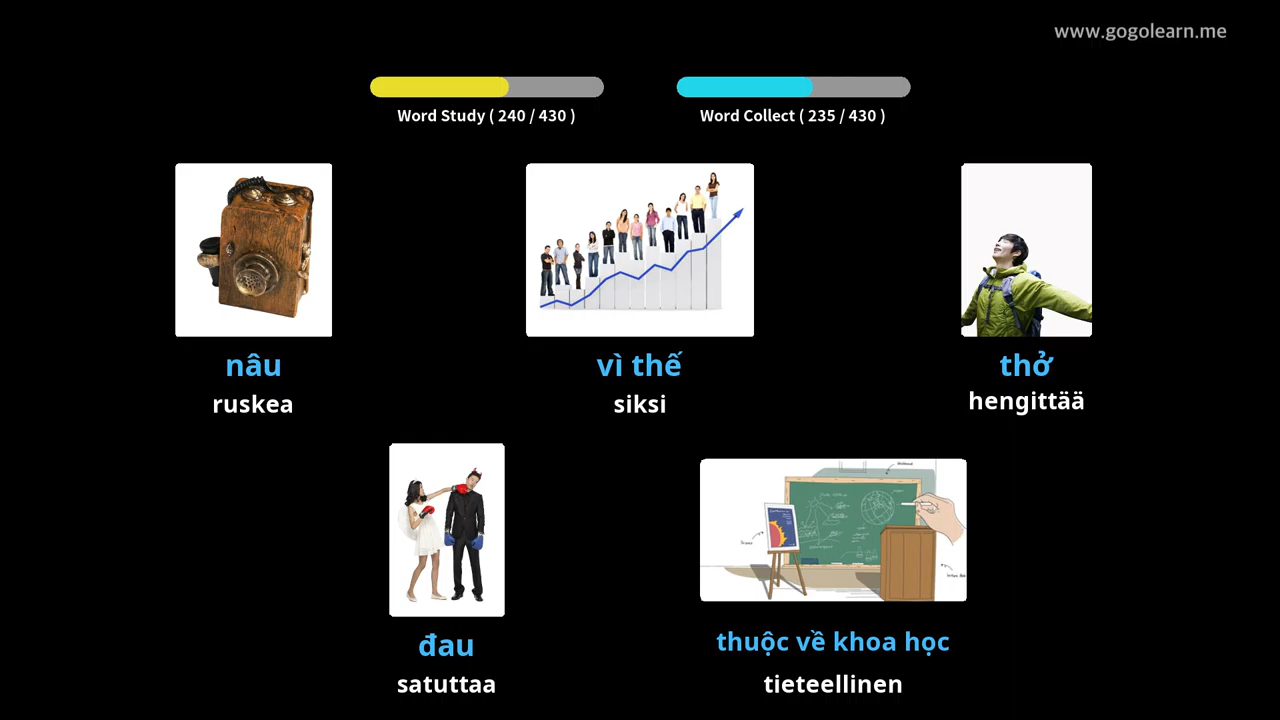 www.gogolearn.me
Word Study ( 240 / 430 )
Word Collect ( 235 / 430 )
nâu
ruskea
vì thế
siksi
thở
hengittää
đau
satuttaa
thuộc về khoa học
tieteellinen